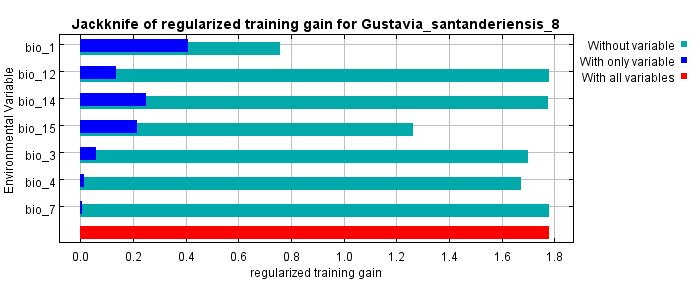 Jackknife of regularized training gain for Gustavia_santanderiensis_8
Without variable
With only variable
With all variables
Environmental Variable
bio_1
bio_12
bio_14
bio_15
bio_3
bio_4
bio_7
0.0 0.2 0.4 0.6 0.8 1.0 1.2 1.4 1.6 1.8
regularized training gain